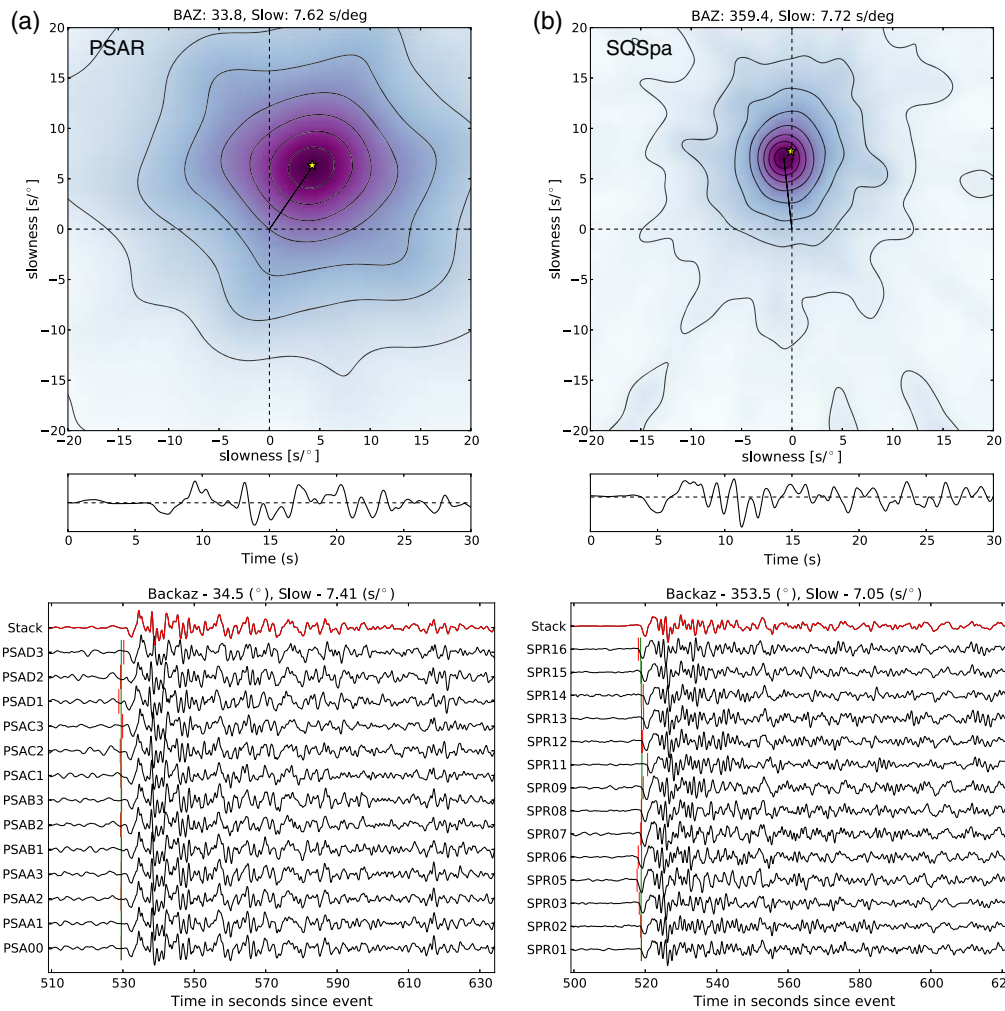 (a)
BAZ: 33.8, Slow: 7.62 s/deg
PSAR
slowness [s/°]
20
15
10
5
0
−5
−10
−15
−20
−20 −15 −10 −5 0 5 10 15 20
slowness [s/°]
0 5 10 15 20 25 30
Time (s)
Backaz - 34.5 (°), Slow - 7.41 (s/°)
Stack
PSAD3
PSAD2
PSAD1
PSAC3
PSAC2
PSAC1
PSAB3
PSAB2
PSAB1
PSAA3
PSAA2
PSAA1
PSA00
510 530 550 570 590 610 630
Time in seconds since event
(b)
BAZ: 359.4, Slow: 7.72 s/deg
SQSpa
slowness [s/°]
20
15
10
5
0
−5
−10
−15
−20
−20 −15 −10 −5 0 5 10 15 20
slowness [s/°]
0 5 10 15 20 25 30
Time (s)
Backaz - 353.5 (°), Slow - 7.05 (s/°)
Stack
SPR16
SPR15
SPR14
SPR13
SPR12
SPR11
SPR09
SPR08
SPR07
SPR06
SPR05
SPR03
SPR02
SPR01
500 520 540 560 580 600
Time in seconds since event